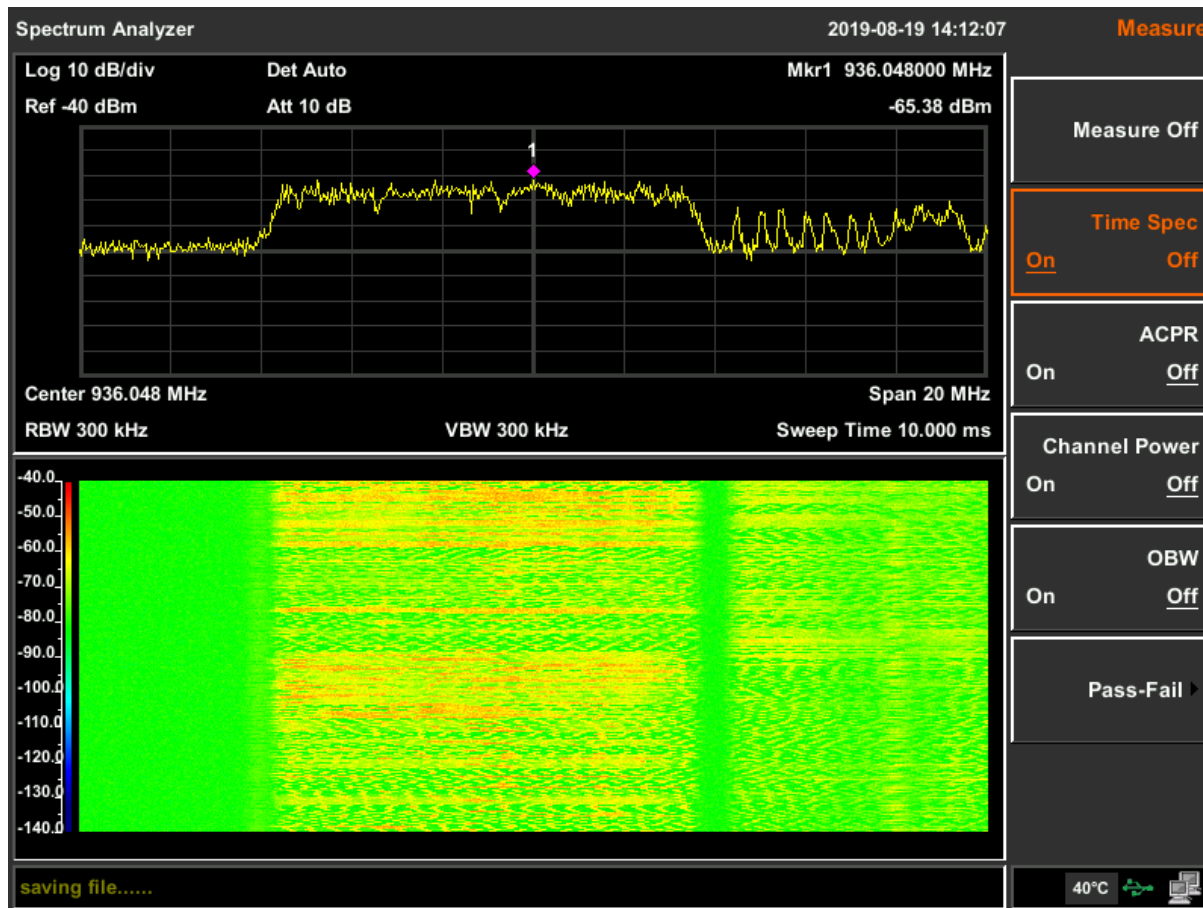 Spectrum Analyzer 2019-08-19 14:12:07 Measure
Log 10 dB/div Det Auto Mkr1 936.048000 MHz
Ref -40 dBm Att 10 dB -65.38 dBm
1
Center 936.048 MHz Span 20 MHz
RBW 300 kHz VBW 300 kHz Sweep Time 10.000 ms
-40.0
-50.0
-60.0
-70.0
-80.0
-90.0
-100.0
-110.0
-120.0
-130.0
-140.0
saving file......
Measure Off
Time Spec
On Off
ACPR
On Off
Channel Power
On Off
OBW
On Off
Pass-Fail
40°C